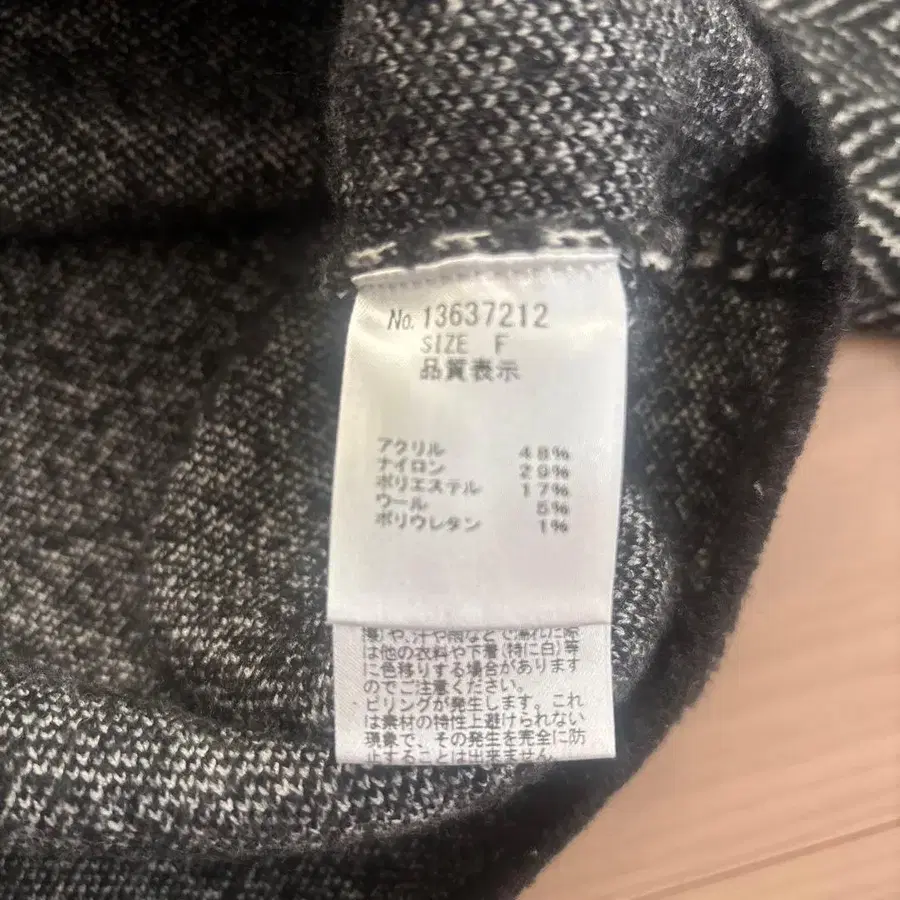 No. 13637212
SIZE F
品質表示
アクリル 48%
ナイロン 29%
ポリエステル 17%
ウール 5%
ポリウレタン 1%
や、汗や雨などで濡れた際
は他の衣料や下着(特に白)等
に色移りする場合があります
のでご注意ください。
ピリングが発生します。これ
は素材の特性上避けられない
現象で、その発生を完全に防
止することは出来ません。